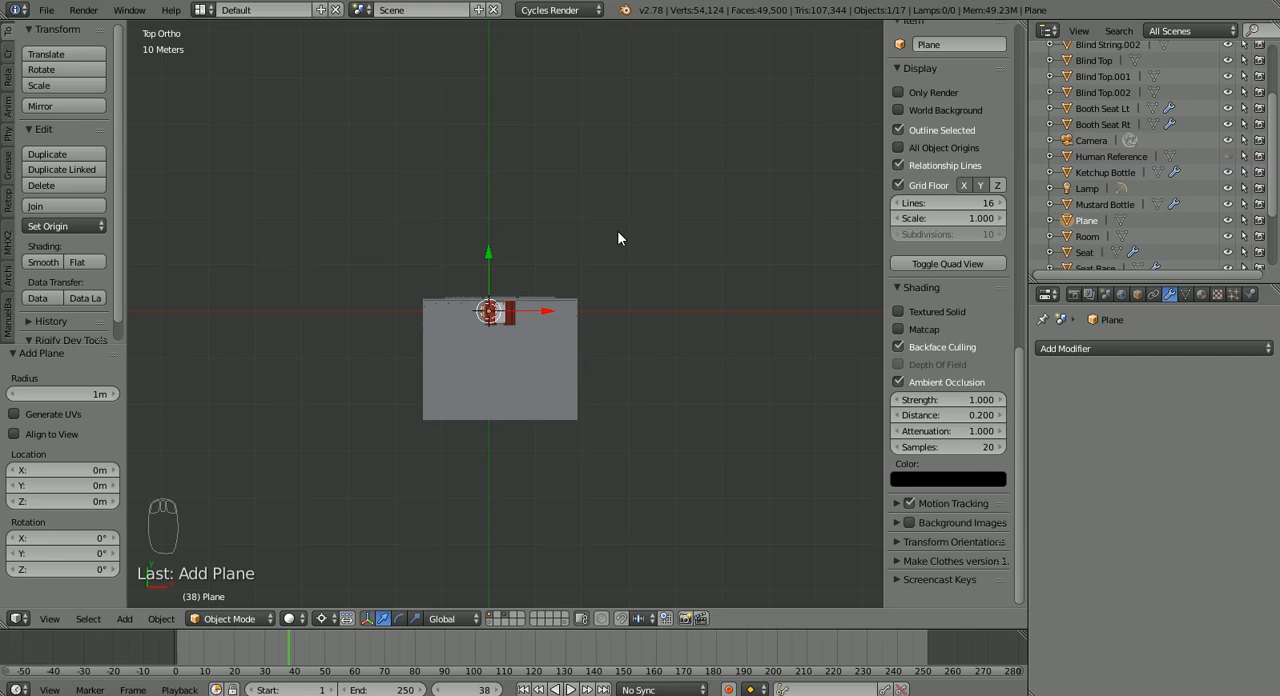 File Render Window Help Default Scene Cycles Render v2.78 | Verts:54,124 | Faces:49,500 | Tris:107,344 | Objects:1/17 | Lamps:0/0 | Mem:49.23M | Plane
Transform
Translate
Rotate
Scale
Mirror
Edit
Duplicate
Duplicate Linked
Delete
Join
Set Origin
Shading:
Smooth Flat
Data Transfer:
Data Data La
History
Rigify Dev Tools
To
Cr
Rela
Anim
Phy
Grease
Retop
MHX2
Archi
ManuelBa
Add Plane
Radius
1m
Generate UVs
Align to View
Location
X: 0m
Y: 0m
Z: 0m
Rotation
X: 0°
Y: 0°
Z: 0°
Top Ortho
10 Meters
Last: Add Plane
(38) Plane
Item
Plane
Display
Only Render
World Background
Outline Selected
All Object Origins
Relationship Lines
Grid Floor X Y Z
Lines: 16
Scale: 1.000
Subdivisions: 10
Toggle Quad View
Shading
Textured Solid
Matcap
Backface Culling
Depth Of Field
Ambient Occlusion
Strength: 1.000
Distance: 0.200
Attenuation: 1.000
Samples: 20
Color:
Motion Tracking
Background Images
Transform Orientations
Make Clothes version 1.
Screencast Keys
View Search All Scenes
Blind String.002
Blind Top
Blind Top.001
Blind Top.002
Booth Seat Lt
Booth Seat Rt
Camera
Human Reference
Ketchup Bottle
Lamp
Mustard Bottle
Plane
Room
Seat
Seat Base
Plane
Add Modifier
View Select Add Object Object Mode Global
-50 -40 -30 -20 -10 0 10 20 30 40 50 60 70 80 90 100 110 120 130 140 150 160 170 180 190 200 210 220 230 240 250 260 270 280
View Marker Frame Playback Start: 1 End: 250 38 No Sync